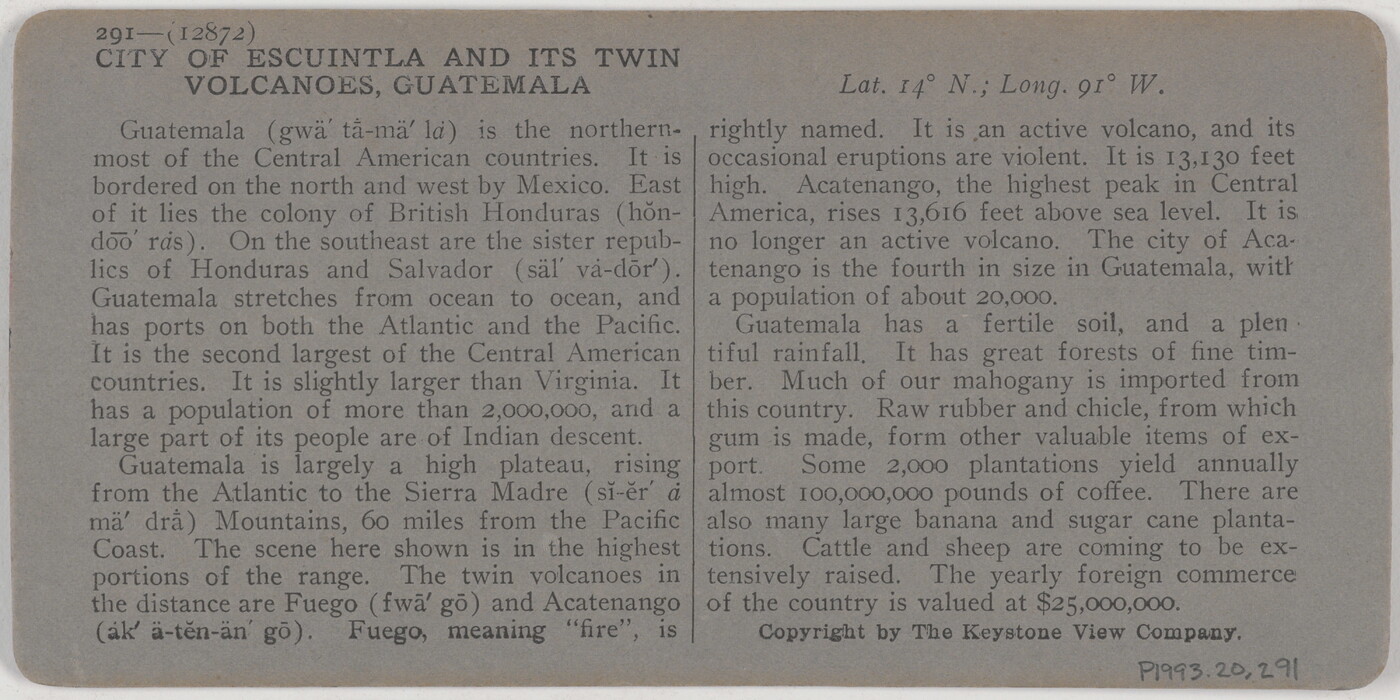 291—(12872)
CITY OF ESCUINTLA AND ITS TWIN
VOLCANOES, GUATEMALA
Guatemala (gwä′ tå-mä′ lȧ) is the northern-
most of the Central American countries. It is
bordered on the north and west by Mexico. East
of it lies the colony of British Honduras (hŏn-
do͞o′ rȧs). On the southeast are the sister repub-
lics of Honduras and Salvador (säl′ vȧ-dōr′).
Guatemala stretches from ocean to ocean, and
has ports on both the Atlantic and the Pacific.
It is the second largest of the Central American
countries. It is slightly larger than Virginia. It
has a population of more than 2,000,000, and a
large part of its people are of Indian descent.
Guatemala is largely a high plateau, rising
from the Atlantic to the Sierra Madre (sĭ-ĕr′ ȧ
mä′ drå) Mountains, 60 miles from the Pacific
Coast. The scene here shown is in the highest
portions of the range. The twin volcanoes in
the distance are Fuego (fwā′ gō) and Acatenango
(ȧk′ ä-tĕn-än′ gō). Fuego, meaning "fire", is
Lat. 14° N.; Long. 91° W.
rightly named. It is an active volcano, and its
occasional eruptions are violent. It is 13,130 feet
high. Acatenango, the highest peak in Central
America, rises 13,616 feet above sea level. It is
no longer an active volcano. The city of Aca-
tenango is the fourth in size in Guatemala, with
a population of about 20,000.
Guatemala has a fertile soil, and a plen-
tiful rainfall. It has great forests of fine tim-
ber. Much of our mahogany is imported from
this country. Raw rubber and chicle, from which
gum is made, form other valuable items of ex-
port. Some 2,000 plantations yield annually
almost 100,000,000 pounds of coffee. There are
also many large banana and sugar cane planta-
tions. Cattle and sheep are coming to be ex-
tensively raised. The yearly foreign commerce
of the country is valued at $25,000,000.
Copyright by The Keystone View Company.
P1993.20,291